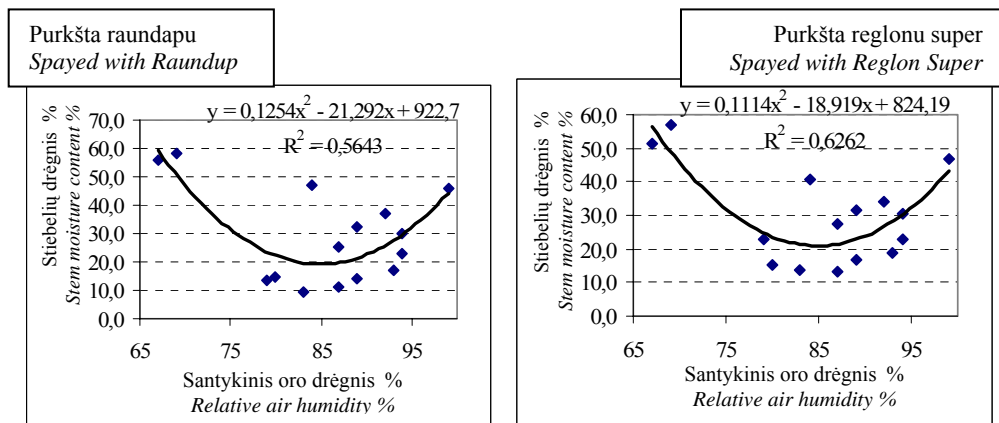 Purkšta raundapu
Spayed with Raundup
y = 0,1254x² - 21,292x + 922,7
R² = 0,5643
Stiebelių drėgnis %
Stem moisture content %
70,0
60,0
50,0
40,0
30,0
20,0
10,0
0,0
65 75 85 95
Santykinis oro drėgnis %
Relative air humidity %
Purkšta reglonu super
Spayed with Reglon Super
y = 0,1114x² - 18,919x + 824,19
R² = 0,6262
Stiebelių drėgnis %
Stem moisture content %
60,0
50,0
40,0
30,0
20,0
10,0
0,0
65 75 85 95
Santykinis oro drėgnis %
Relative air humidity %